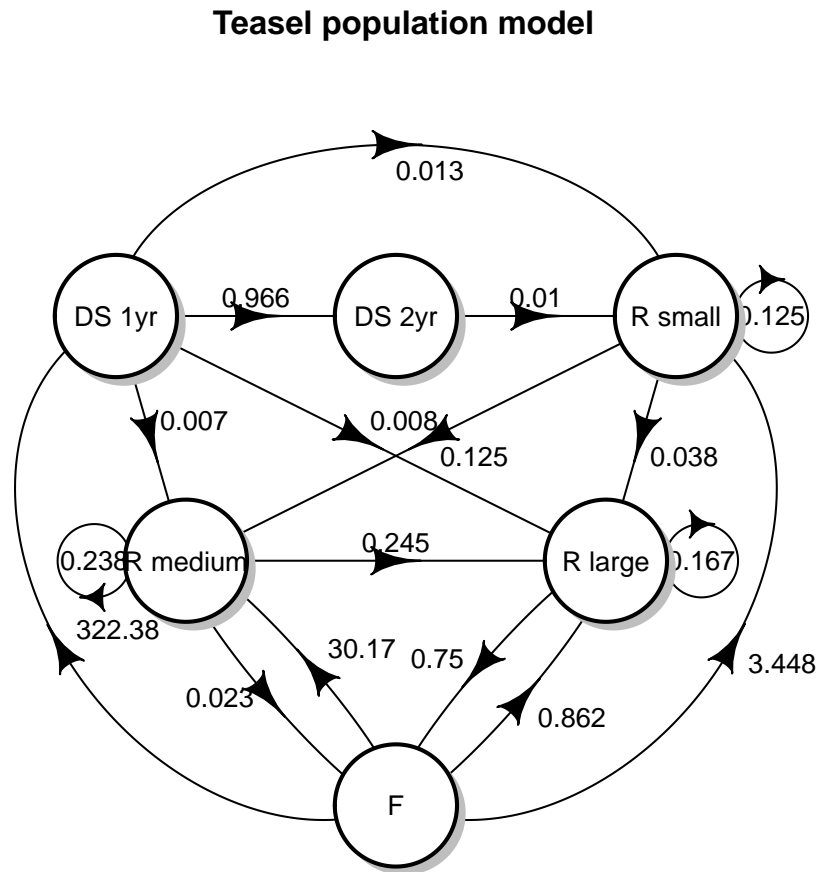 Teasel population model
0.013
DS 1yr
0.966
DS 2yr
0.01
R small
0.125
0.007
0.008
0.125
0.038
0.238
R medium
0.245
R large
0.167
322.38
0.023
30.17
0.75
0.862
3.448
F